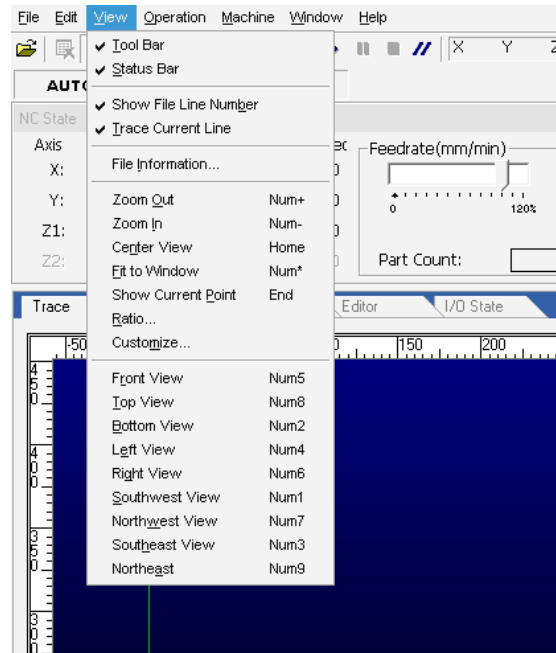 File Edit View Operation Machine Window Help
Tool Bar
X Y
Status Bar
NC State
Show File Line Number
Trace Current Line
Axis
Feedrate(mm/min)
File Information...
X:
Zoom Out Num+
Y:
0 120%
Zoom In Num-
Z1:
Center View Home
Z2:
Part Count:
Fit to Window Num*
Show Current Point End
Trace
Editor I/O State
Ratio...
Customize...
-50
150 200
Front View Num5
450
Top View Num8
Bottom View Num2
Left View Num4
400
Right View Num6
Southwest View Num1
Northwest View Num7
350
Southeast View Num3
Northeast Num9
300